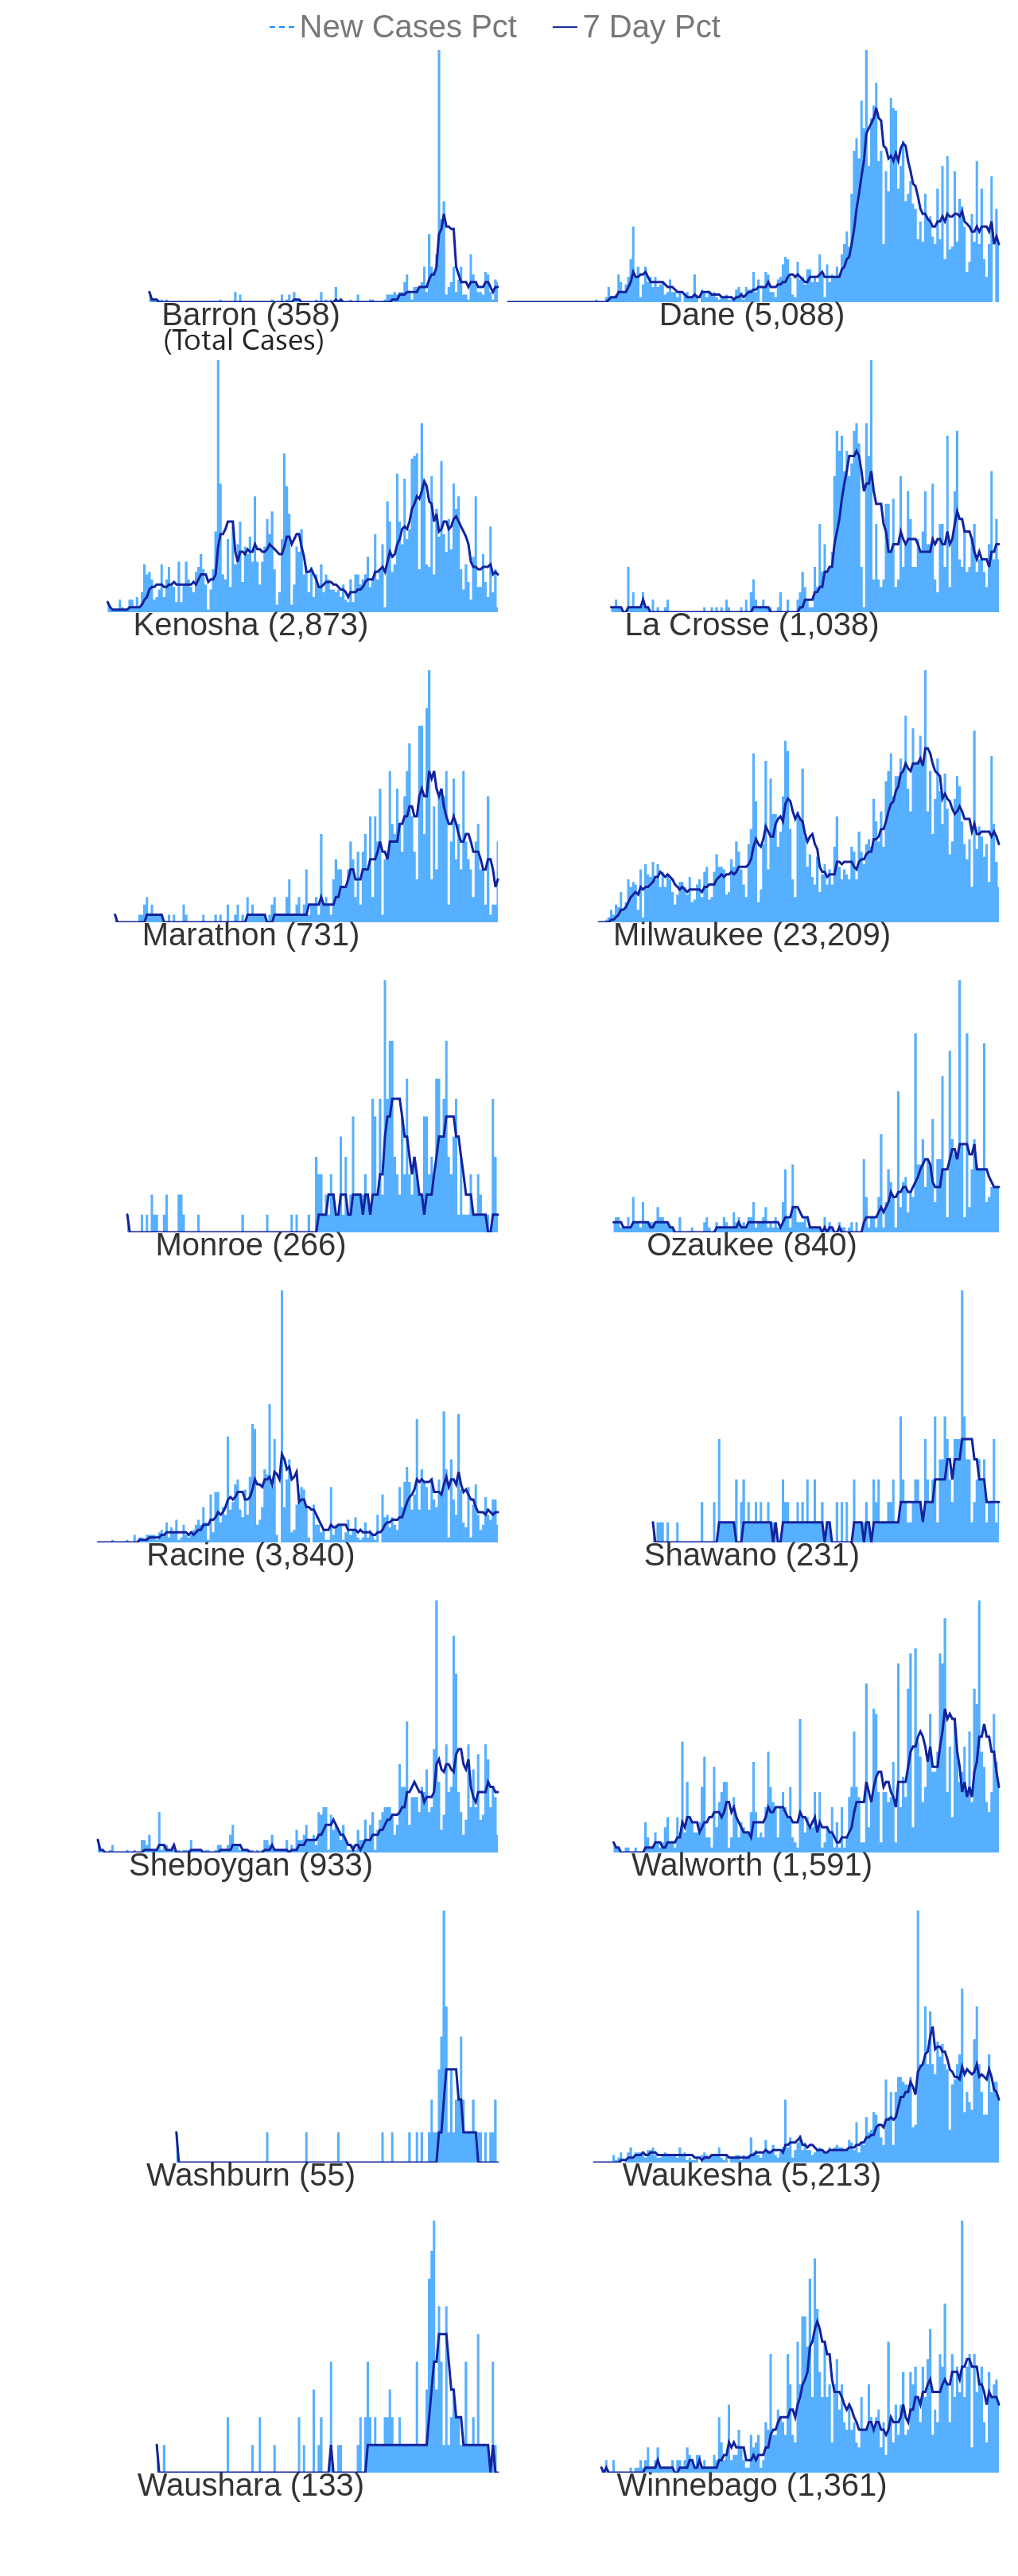 New Cases Pct 7 Day Pct
Barron (358) Dane (5,088)
(Total Cases)
Kenosha (2,873) La Crosse (1,038)
Marathon (731) Milwaukee (23,209)
Monroe (266) Ozaukee (840)
Racine (3,840) Shawano (231)
Sheboygan (933) Walworth (1,591)
Washburn (55) Waukesha (5,213)
Waushara (133) Winnebago (1,361)